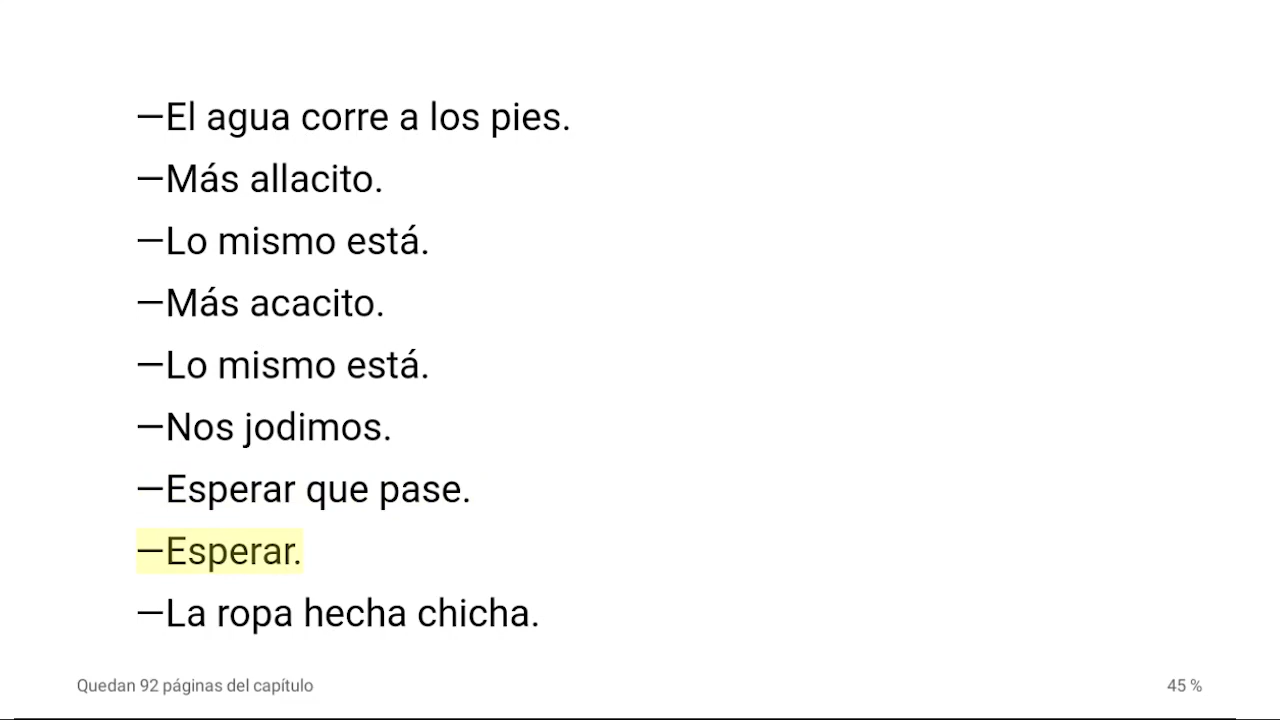 —El agua corre a los pies.
—Más allacito.
—Lo mismo está.
—Más acacito.
—Lo mismo está.
—Nos jodimos.
—Esperar que pase.
—Esperar.
—La ropa hecha chicha.
Quedan 92 páginas del capítulo
45 %